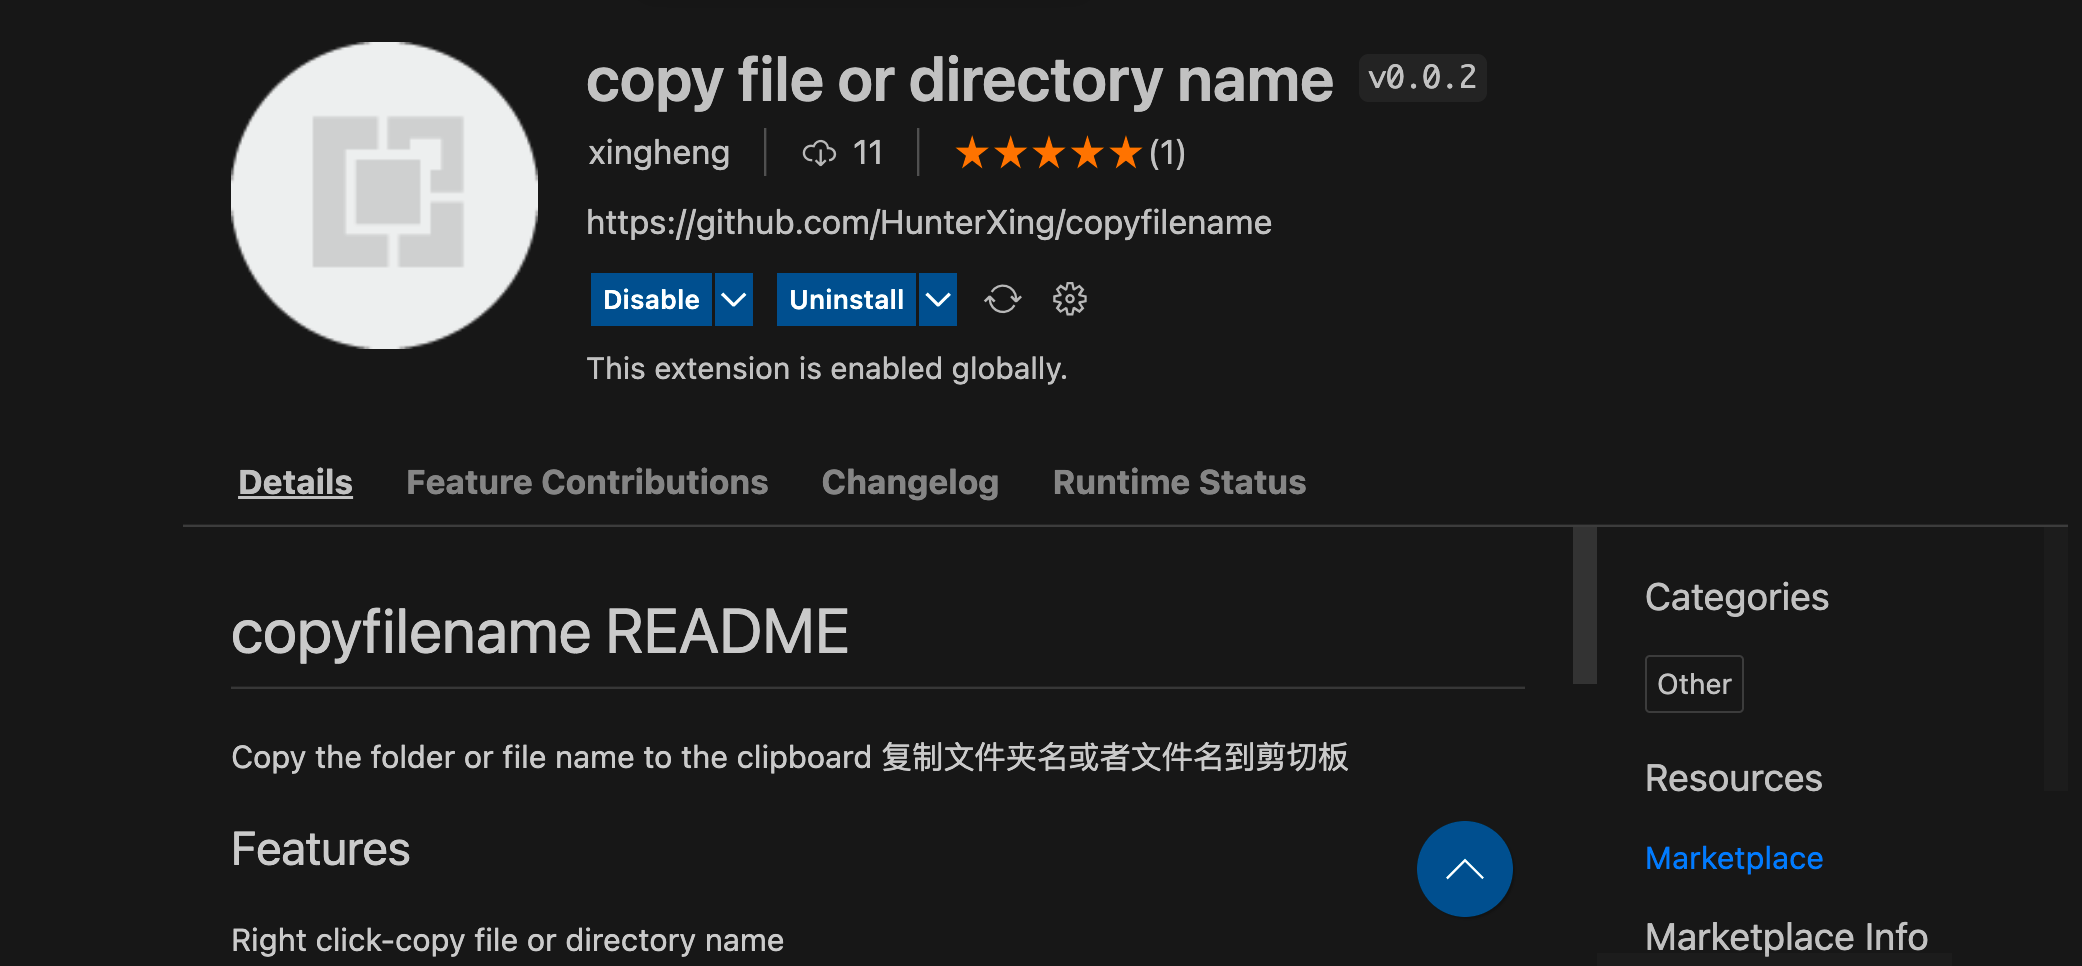 copy file or directory name v0.0.2
xingheng 11 (1)
https://github.com/HunterXing/copyfilename
Disable Uninstall
This extension is enabled globally.
Details Feature Contributions Changelog Runtime Status
copyfilename README
Copy the folder or file name to the clipboard 复制文件夹名或者文件名到剪切板
Features
Right click-copy file or directory name
Categories
Other
Resources
Marketplace
Marketplace Info